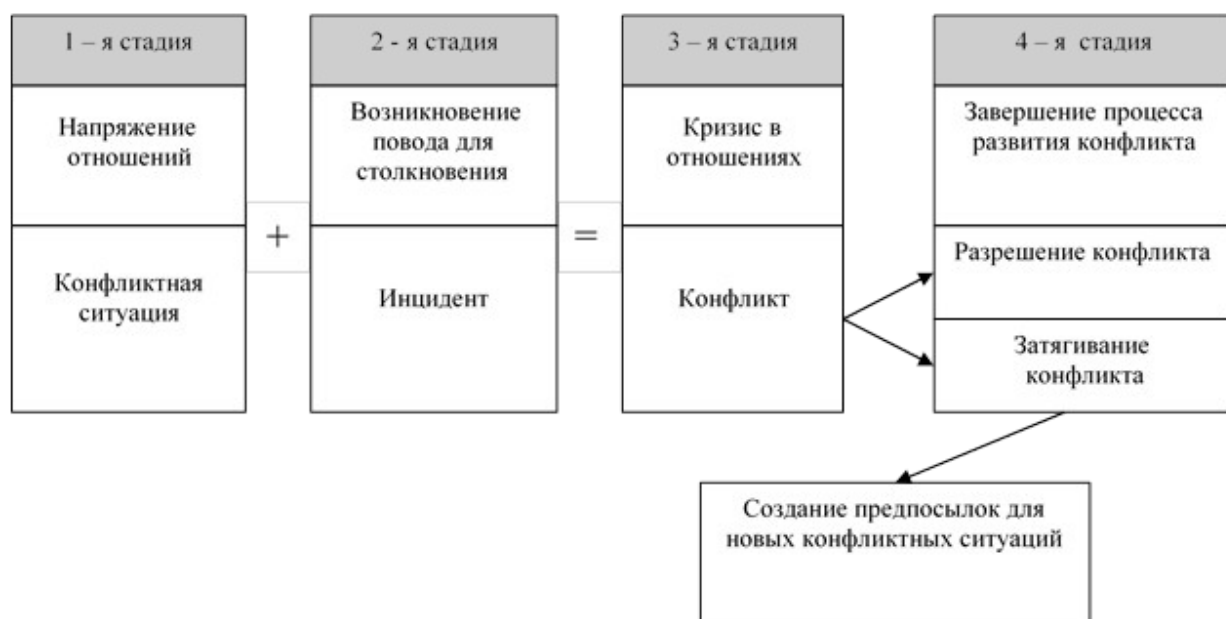 1 – я стадия
Напряжение
отношений
Конфликтная
ситуация
+
2 - я стадия
Возникновение
повода для
столкновения
Инцидент
=
3 – я стадия
Кризис в
отношениях
Конфликт
4 – я стадия
Завершение процесса
развития конфликта
Разрешение конфликта
Затягивание
конфликта
Создание предпосылок для
новых конфликтных ситуаций